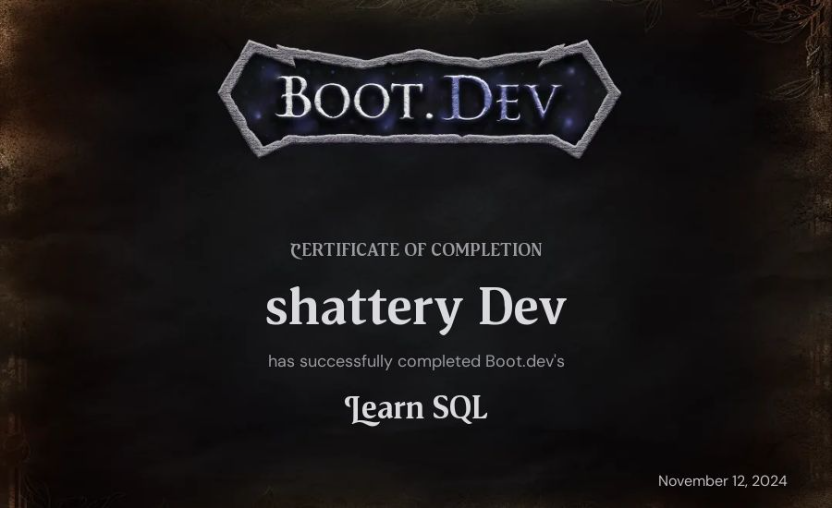 BOOT.DEV
CERTIFICATE OF COMPLETION
shattery Dev
has successfully completed Boot.dev's
Learn SQL
November 12, 2024